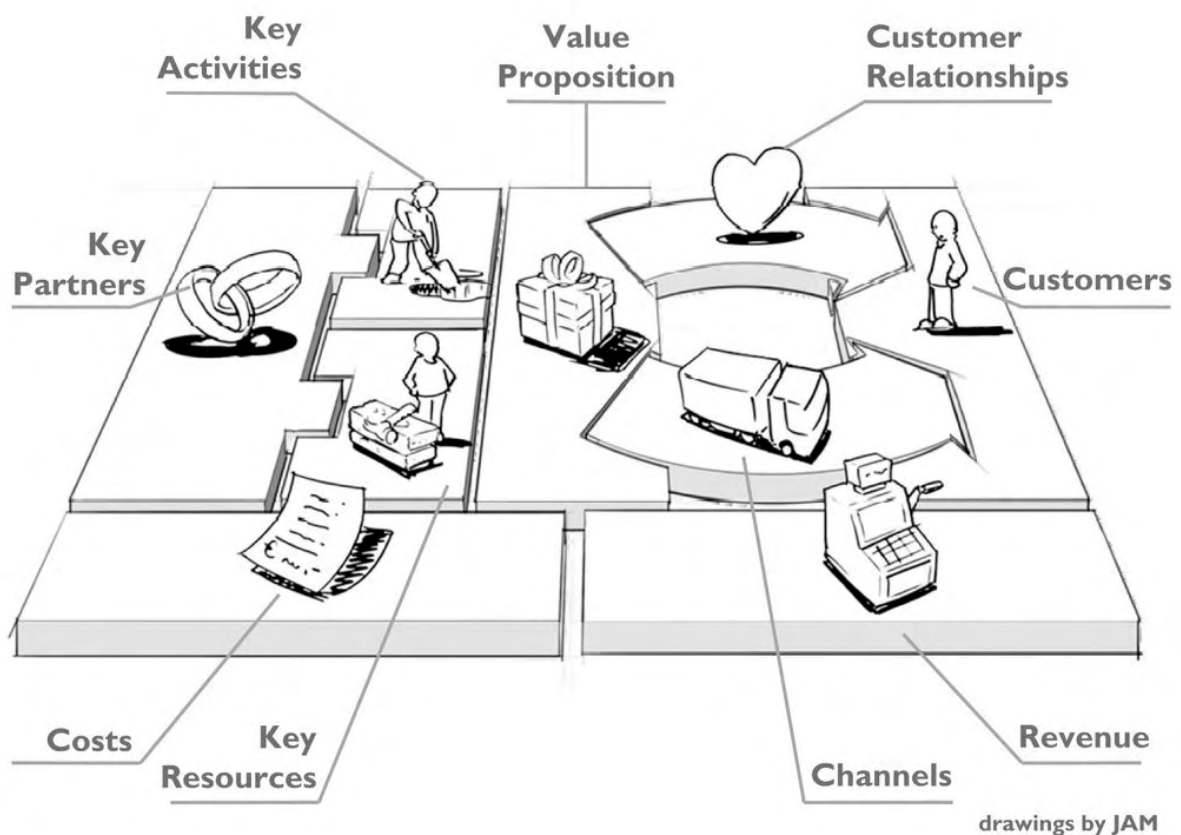 Key
Activities
Value
Proposition
Customer
Relationships
Key
Partners
Customers
Costs
Key
Resources
Channels
Revenue
drawings by JAM